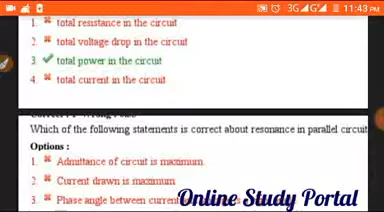 3G 4G 11:43 PM
1. total resistance in the circuit
2. total voltage drop in the circuit
3. total power in the circuit
4. total current in the circuit
Which of the following statements is correct about resonance in parallel circuit
Options :
1. Admittance of circuit is maximum.
2. Current drawn is maximum
3. Phase angle between current
Online Study Portal